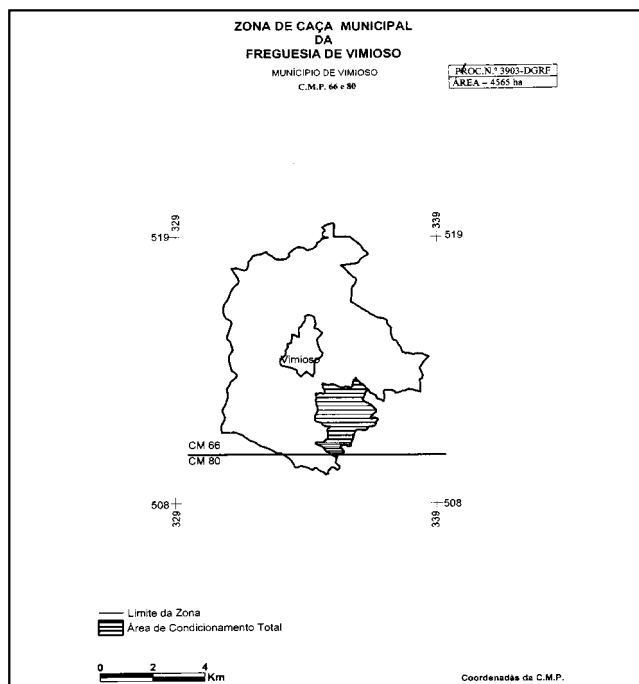 ZONA DE CAÇA MUNICIPAL
DA
FREGUESIA DE VIMIOSO
MUNICÍPIO DE VIMIOSO
C.M.P. 66 e 80
PROC.N.º 3903-DGRF
ÁREA – 4565 ha
329
339
519
519
Vimioso
CM 66
CM 80
508
508
329
339
Limite da Zona
Área de Condicionamento Total
0 2 4
Km
Coordenadas da C.M.P.